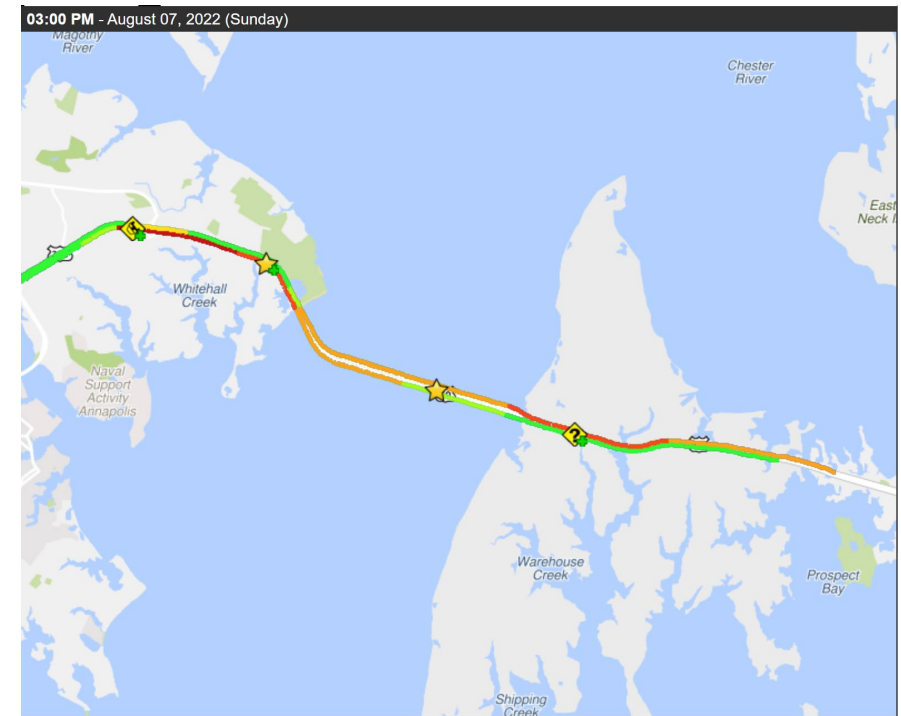 03:00 PM - August 07, 2022 (Sunday)
Magothy
River
Chester
River
East
Neck I
Whitehall
Creek
Naval
Support
Activity
Annapolis
?
Warehouse
Creek
Prospect
Bay
Shipping
Creek